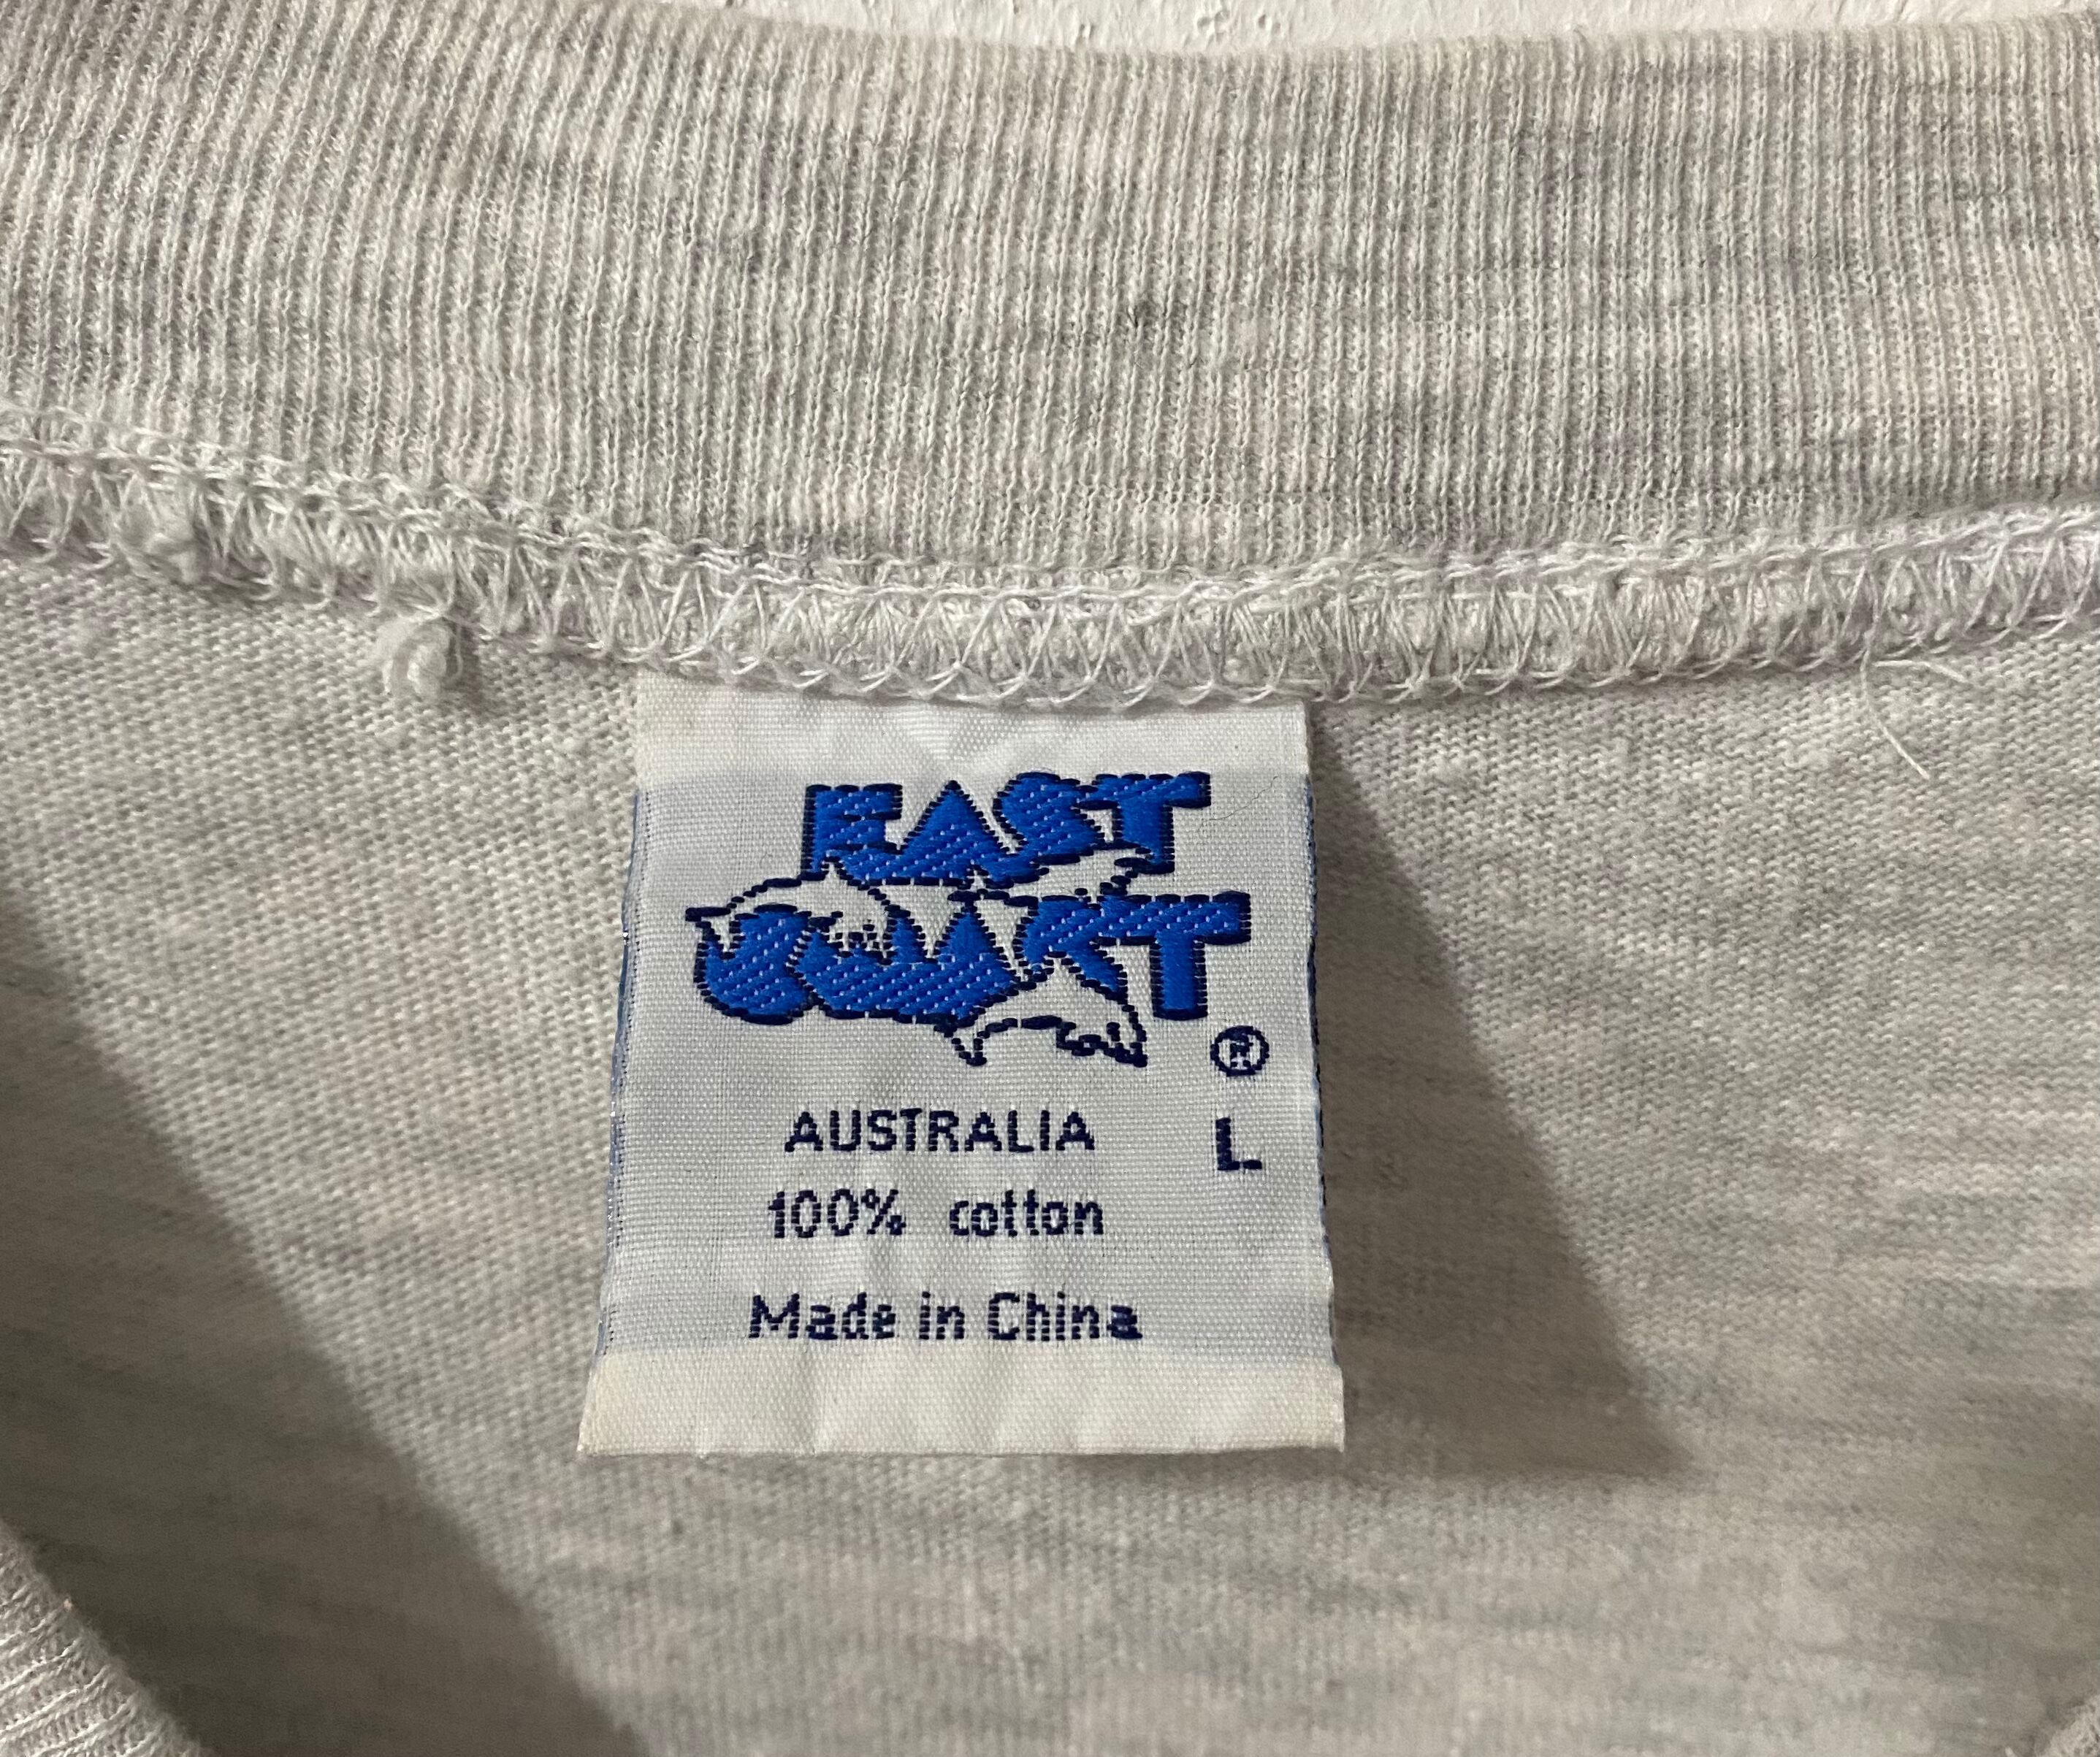 EAST
COAST
®
AUSTRALIA L
100% cotton
Made in China